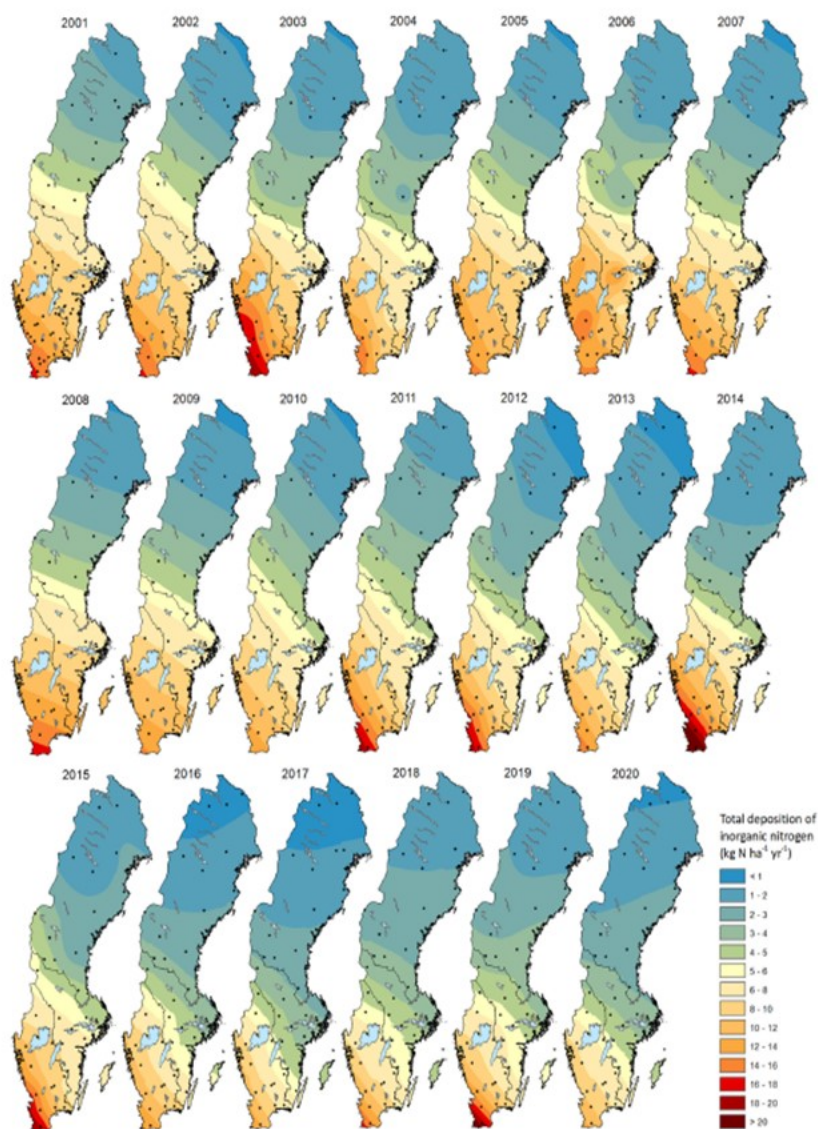 2001 2002 2003 2004 2005 2006 2007
2008 2009 2010 2011 2012 2013 2014
2015 2016 2017 2018 2019 2020
Total deposition of
inorganic nitrogen
(kg N ha⁻¹ yr⁻¹)
< 1
1 - 2
2 - 3
3 - 4
4 - 5
5 - 6
6 - 8
8 - 10
10 - 12
12 - 14
14 - 16
16 - 18
18 - 20
> 20